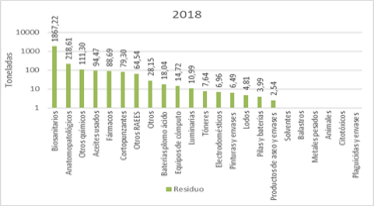 2018
Toneladas
10000
1000
100
10
1
1867,22
218,61
111,30
94,47
88,69
79,30
64,54
28,15
18,04
14,72
10,99
7,64
6,96
6,49
4,81
3,99
2,54
Biosanitarios
Anatomopatológicos
Otros químicos
Aceites usados
Fármacos
Cortopunzantes
Otros RAEES
Otros
Baterías plomo ácido
Equipos de cómputo
Luminarias
Tóneres
Electrodomésticos
Pinturas y envases
Lodos
Pilas y baterías
Productos de aseo y envases
Solventes
Balastros
Metales pesados
Animales
Citotóxicos
Plaguicidas y envases
Residuo